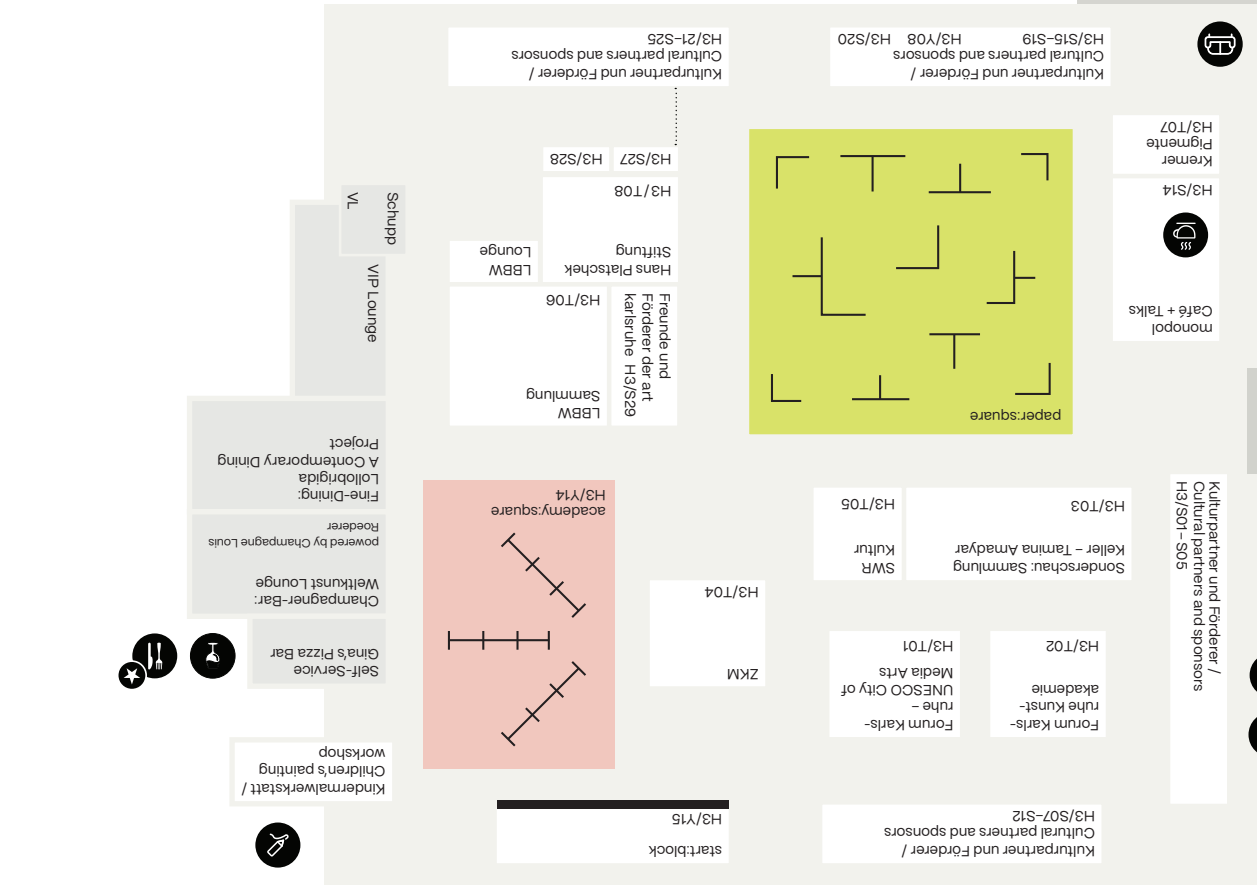 Kulturpartner und Förderer /
Cultural partners and sponsors
H3/S07–S12
start:block
H3/Y15
Kindermalwerkstatt /
Children's painting
workshop
Kulturpartner und Förderer /
Cultural partners and sponsors
H3/S01– S05
Forum Karls-
ruhe Kunst-
akademie
H3/T02
Forum Karls-
ruhe –
UNESCO City of
Media Arts
H3/T01
ZKM
H3/T04
Self-Service
Gina's Pizza Bar
Sonderschau: Sammlung
Keller – Tamina Amadyar
H3/T03
SWR
Kultur
H3/T05
academy:square
H3/Y14
Champagner-Bar:
Weltkunst Lounge
powered by Champagne Louis
Roederer
Fine-Dining:
Lollobrigida
A Contemporary Dining
Project
paper:square
LBBW
Sammlung
H3/T06
Freunde und
Förderer der art
karlsruhe H3/S29
monopol
Café + Talks
H3/S14
Hans Platschek
Stiftung
H3/T08
LBBW
Lounge
VIP Lounge
Schupp
VL
Kremer
Pigmente
H3/T07
H3/S27
H3/S28
Kulturpartner und Förderer /
Cultural partners and sponsors
H3/S15–S19 H3/Y08 H3/S20
Kulturpartner und Förderer /
Cultural partners and sponsors
H3/21–S25